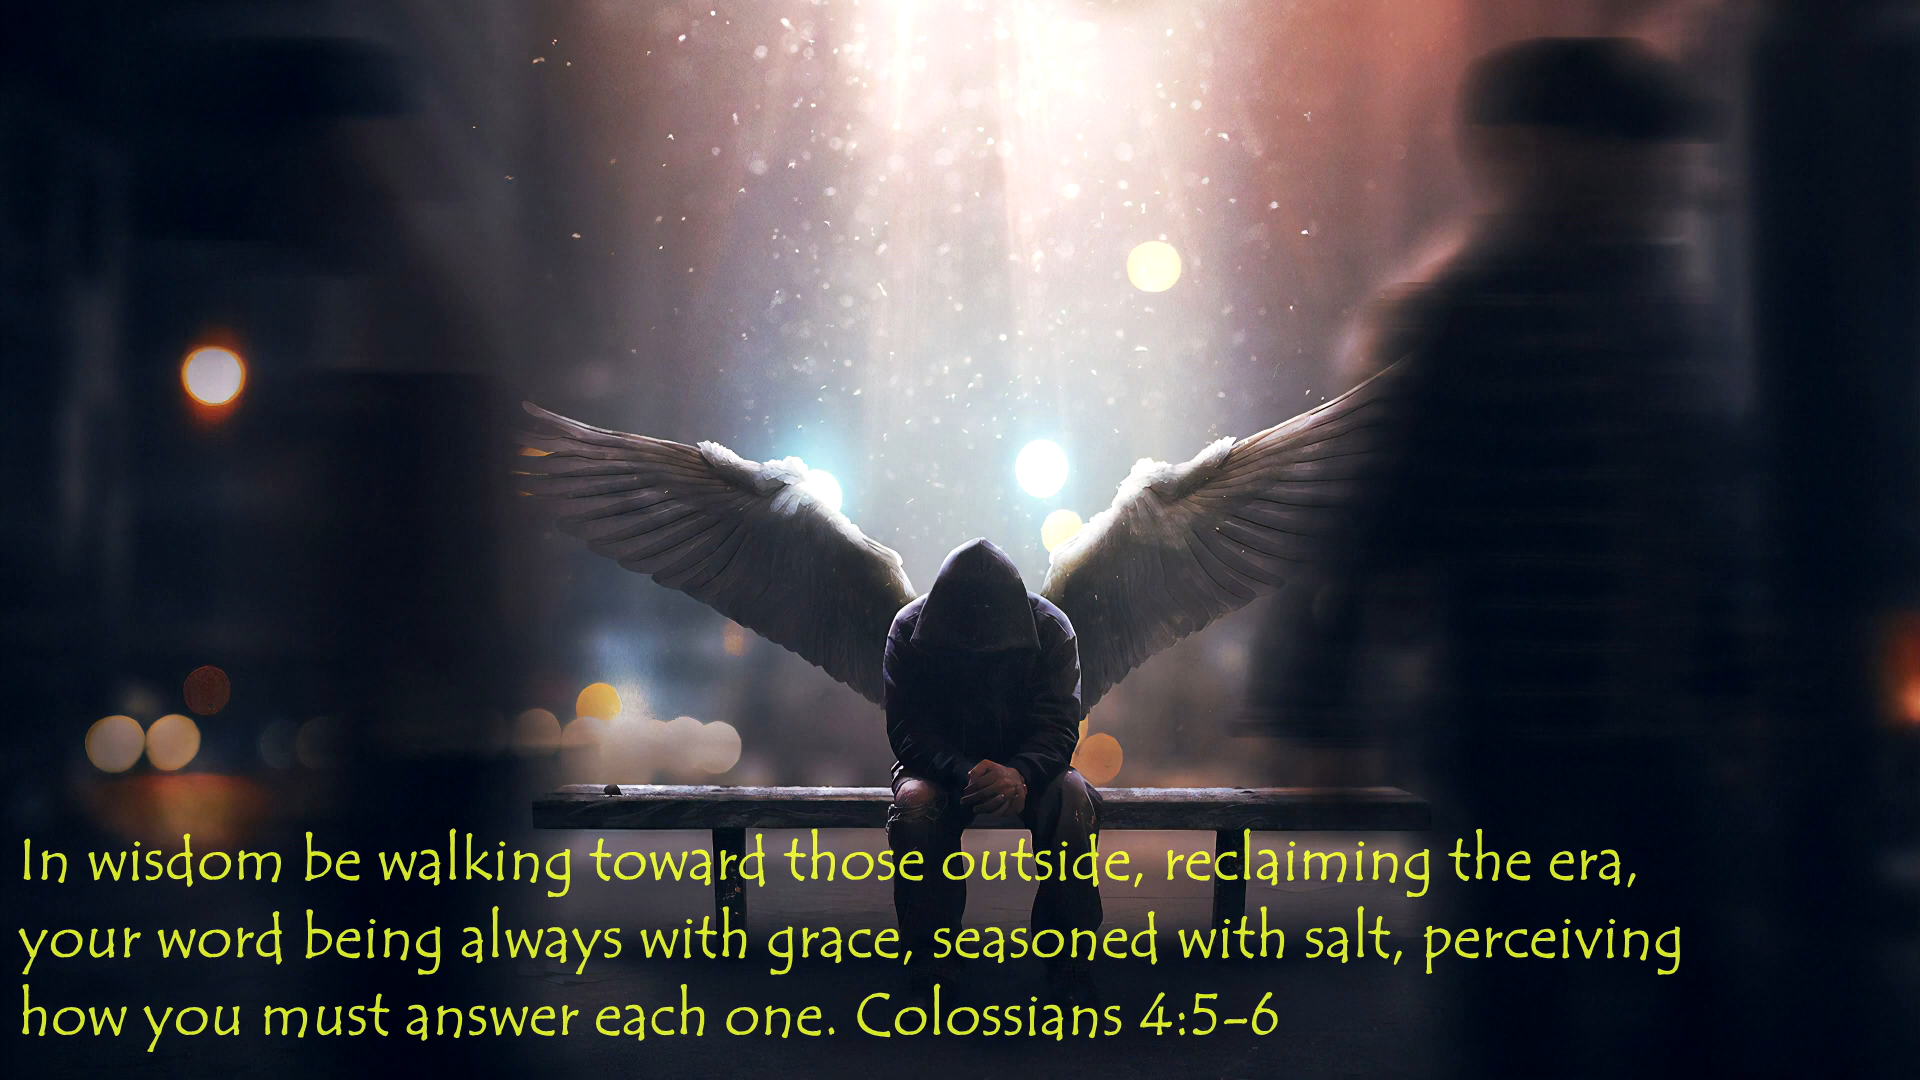 In wisdom be walking toward those outside, reclaiming the era,
your word being always with grace, seasoned with salt, perceiving
how you must answer each one. Colossians 4:5-6